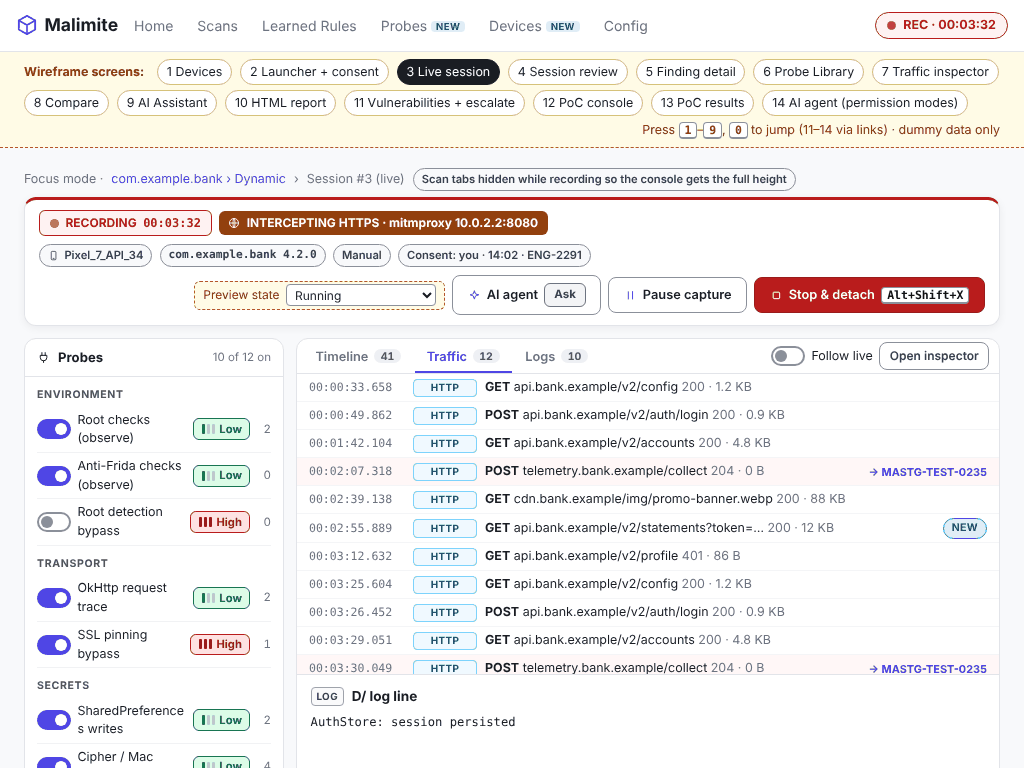 Malimite Home Scans Learned Rules Probes NEW Devices NEW Config REC · 00:03:32
Wireframe screens: 1 Devices 2 Launcher + consent 3 Live session 4 Session review 5 Finding detail 6 Probe Library 7 Traffic inspector
8 Compare 9 AI Assistant 10 HTML report 11 Vulnerabilities + escalate 12 PoC console 13 PoC results 14 AI agent (permission modes)
Press 1–9, 0 to jump (11–14 via links) · dummy data only
Focus mode · com.example.bank › Dynamic › Session #3 (live) Scan tabs hidden while recording so the console gets the full height
RECORDING 00:03:32 INTERCEPTING HTTPS · mitmproxy 10.0.2.2:8080
Pixel_7_API_34 com.example.bank 4.2.0 Manual Consent: you · 14:02 · ENG-2291
Preview state Running AI agent Ask Pause capture Stop & detach Alt+Shift+X
Probes 10 of 12 on
ENVIRONMENT
Root checks (observe) Low 2
Anti-Frida checks (observe) Low 0
Root detection bypass High 0
TRANSPORT
OkHttp request trace Low 2
SSL pinning bypass High 1
SECRETS
SharedPreferences writes Low 2
Cipher / Mac Low 4
Timeline 41 Traffic 12 Logs 10 Follow live Open inspector
00:00:33.658 HTTP GET api.bank.example/v2/config 200 · 1.2 KB
00:00:49.862 HTTP POST api.bank.example/v2/auth/login 200 · 0.9 KB
00:01:42.104 HTTP GET api.bank.example/v2/accounts 200 · 4.8 KB
00:02:07.318 HTTP POST telemetry.bank.example/collect 204 · 0 B → MASTG-TEST-0235
00:02:39.138 HTTP GET cdn.bank.example/img/promo-banner.webp 200 · 88 KB
00:02:55.889 HTTP GET api.bank.example/v2/statements?token=… 200 · 12 KB NEW
00:03:12.632 HTTP GET api.bank.example/v2/profile 401 · 86 B
00:03:25.604 HTTP GET api.bank.example/v2/config 200 · 1.2 KB
00:03:26.452 HTTP POST api.bank.example/v2/auth/login 200 · 0.9 KB
00:03:29.051 HTTP GET api.bank.example/v2/accounts 200 · 4.8 KB
00:03:30.049 HTTP POST telemetry.bank.example/collect 204 · 0 B → MASTG-TEST-0235
LOG D/ log line
AuthStore: session persisted